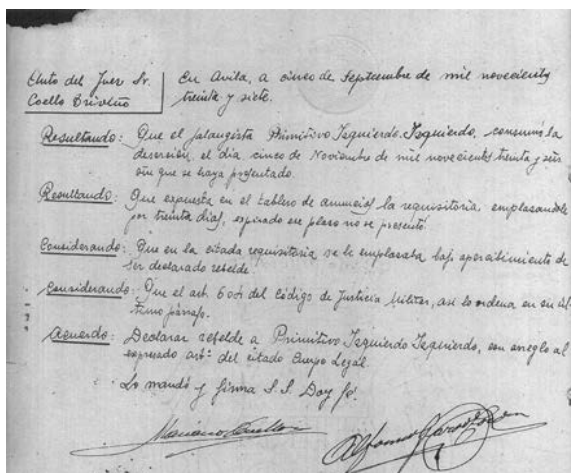 Auto del Juez Sr.
Coello Triviño
En Avila, a cinco de Septiembre de mil novecientos
treinta y siete.
Resultando: Que el falangista Primitivo Izquierdo Izquierdo, consumó la
deserción, el día cinco de Noviembre de mil novecientos treinta y seis
sin que se haya presentado.
Resultando: Que expuesta en el tablero de anuncios la requisitoria, emplazandole
por treinta días, expirado ese plazo no se presentó.
Considerando: Que en la citada requisitoria se le emplazaba bajo apercibimiento de
ser declarado rebelde.
Considerando: Que el art. del Código de Justicia Militar, así lo ordena en su úl-
timo párrafo.
Acuerdo: Declarar rebelde a Primitivo Izquierdo Izquierdo, con arreglo al
expresado artº. del citado Cuerpo Legal.
Lo mandó y firma S.S. Doy fé.
Mariano Coello
Alfonso